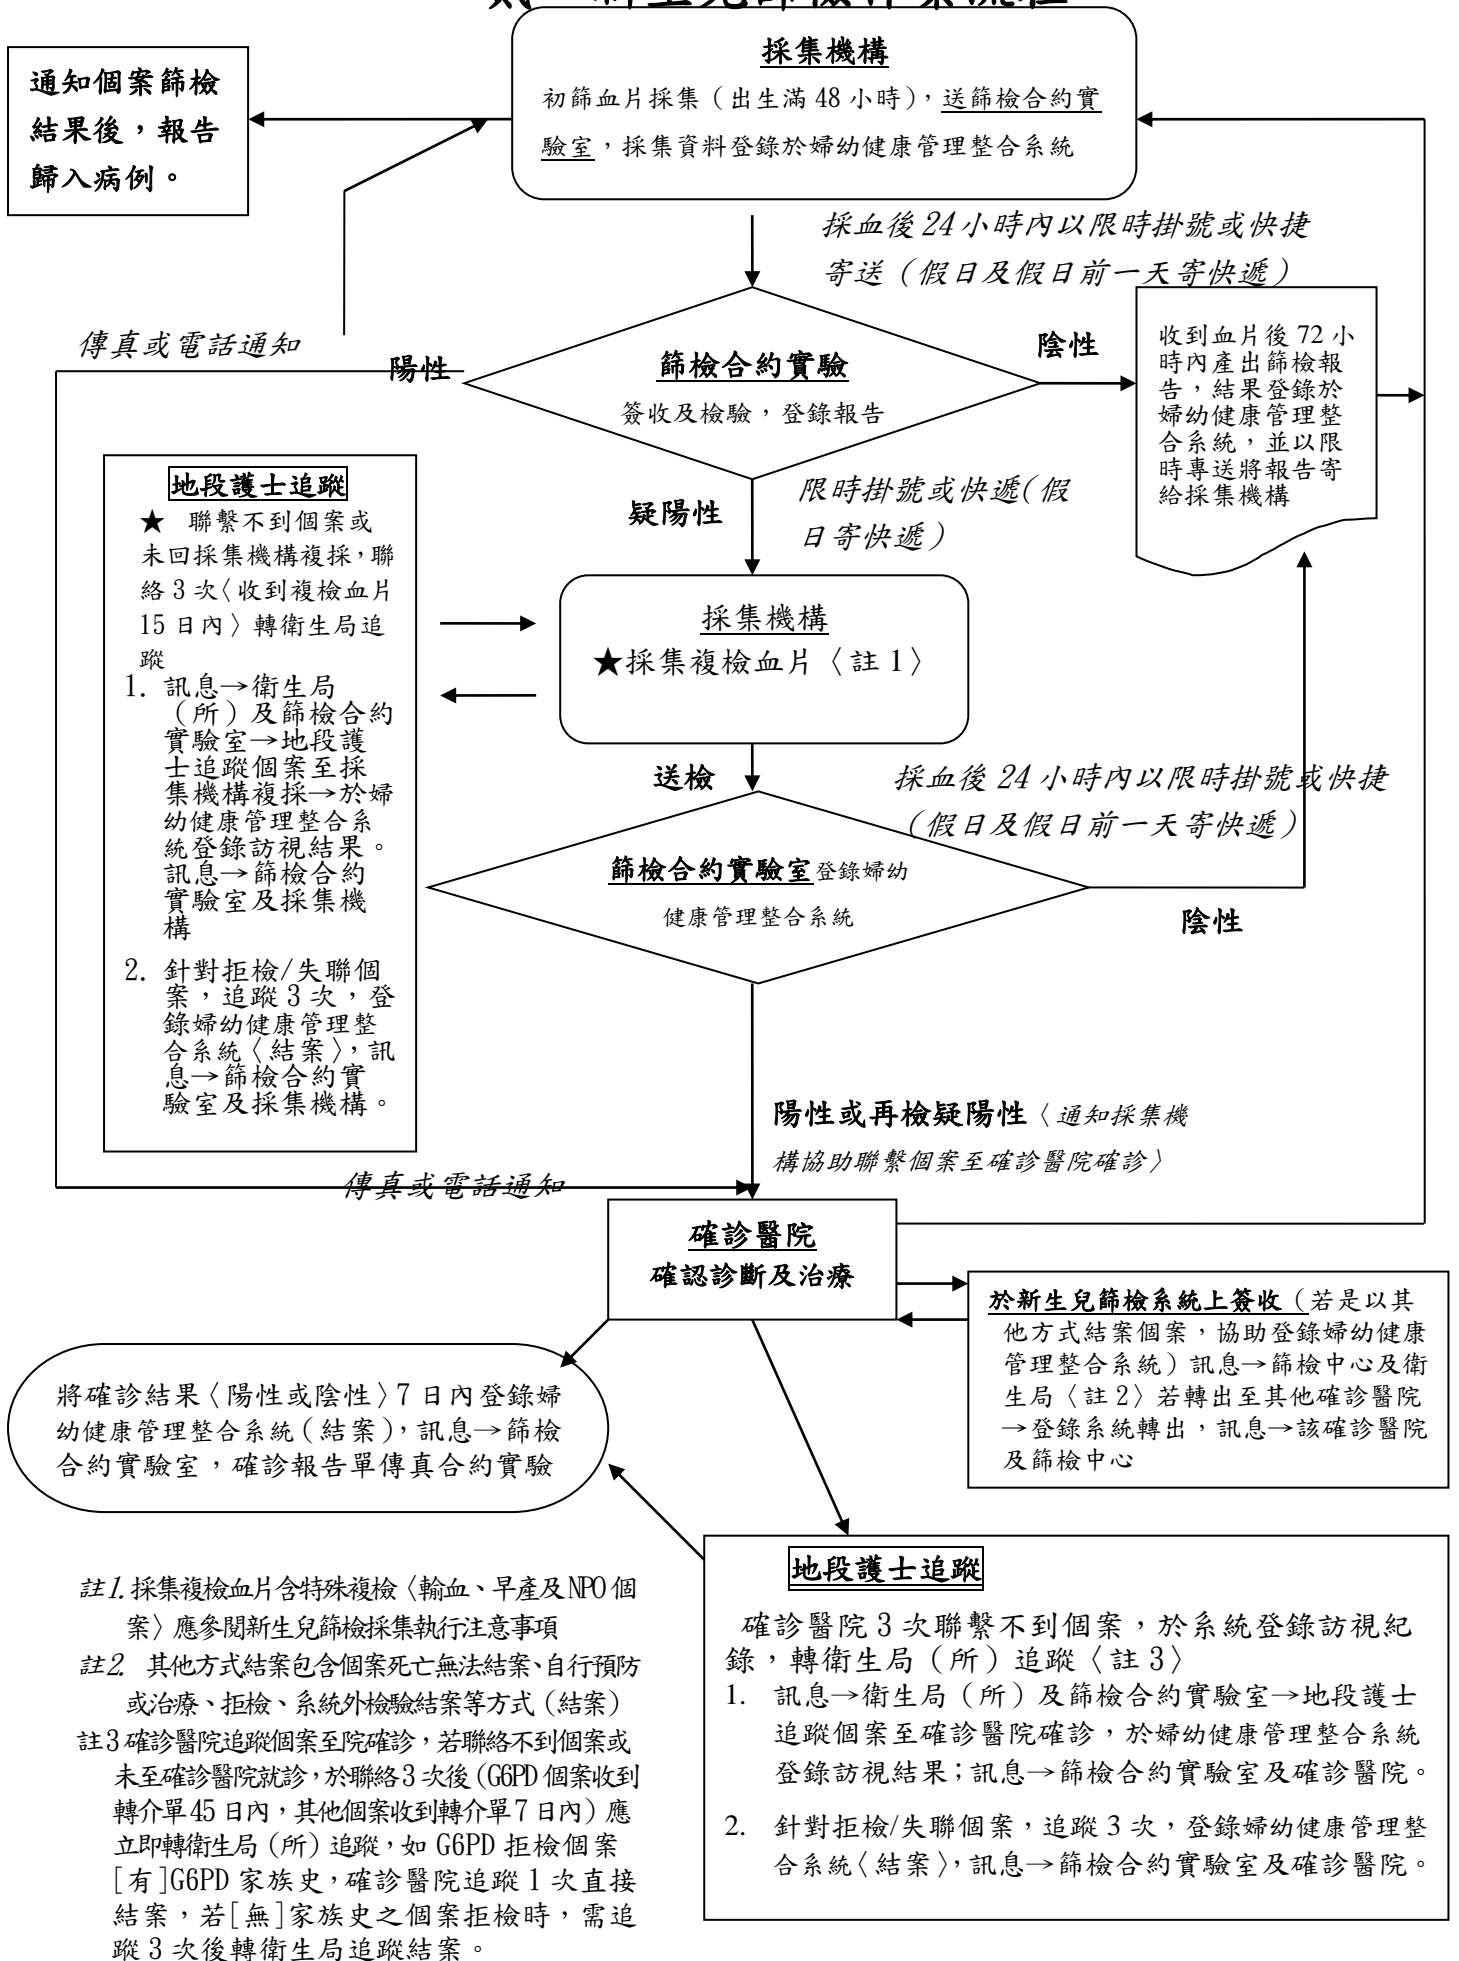 採集機構
初篩血片採集（出生滿 48 小時），送篩檢合約實
驗室，採集資料登錄於婦幼健康管理整合系統
通知個案篩檢
結果後，報告
歸入病例。
採血後 24 小時內以限時掛號或快捷
寄送（假日及假日前一天寄快遞）
傳真或電話通知
陽性
篩檢合約實驗
簽收及檢驗，登錄報告
陰性
收到血片後 72 小
時內產出篩檢報
告，結果登錄於
婦幼健康管理整
合系統，並以限
時專送將報告寄
給採集機構
疑陽性
限時掛號或快遞(假
日寄快遞）
地段護士追蹤
★ 聯繫不到個案或
未回採集機構複採，聯
絡 3 次〈收到複檢血片
15 日內〉轉衛生局追
蹤
1. 訊息→衛生局
（所）及篩檢合約
實驗室→地段護
士追蹤個案至採
集機構複採→於婦
幼健康管理整合系
統登錄訪視結果。
訊息→篩檢合約
實驗室及採集機
構
2. 針對拒檢/失聯個
案，追蹤 3 次，登
錄婦幼健康管理整
合系統〈結案〉，訊
息→篩檢合約實
驗室及採集機構。
採集機構
★採集複檢血片〈註 1〉
送檢
採血後 24 小時內以限時掛號或快捷
（假日及假日前一天寄快遞）
篩檢合約實驗室登錄婦幼
健康管理整合系統
陰性
陽性或再檢疑陽性〈通知採集機
構協助聯繫個案至確診醫院確診〉
傳真或電話通知
確診醫院
確認診斷及治療
於新生兒篩檢系統上簽收（若是以其
他方式結案個案，協助登錄婦幼健康
管理整合系統）訊息→篩檢中心及衛
生局〈註 2〉若轉出至其他確診醫院
→登錄系統轉出，訊息→該確診醫院
及篩檢中心
將確診結果〈陽性或陰性〉7 日內登錄婦
幼健康管理整合系統（結案），訊息→篩檢
合約實驗室，確診報告單傳真合約實驗
地段護士追蹤
確診醫院 3 次聯繫不到個案，於系統登錄訪視紀
錄，轉衛生局（所）追蹤〈註 3〉
1. 訊息→衛生局（所）及篩檢合約實驗室→地段護士
追蹤個案至確診醫院確診，於婦幼健康管理整合系統
登錄訪視結果；訊息→篩檢合約實驗室及確診醫院。
2. 針對拒檢/失聯個案，追蹤 3 次，登錄婦幼健康管理整
合系統〈結案〉，訊息→篩檢合約實驗室及確診醫院。
註1.採集複檢血片含特殊複檢〈輸血、早產及NPO個
案〉應參閱新生兒篩檢採集執行注意事項
註2. 其他方式結案包含個案死亡無法結案、自行預防
或治療、拒檢、系統外檢驗結案等方式（結案）
註3確診醫院追蹤個案至院確診，若聯絡不到個案或
未至確診醫院就診，於聯絡3次後（G6PD個案收到
轉介單45日內，其他個案收到轉介單7日內）應
立即轉衛生局（所）追蹤，如 G6PD 拒檢個案
[有]G6PD 家族史，確診醫院追蹤 1 次直接
結案，若[無]家族史之個案拒檢時，需追
蹤 3 次後轉衛生局追蹤結案。